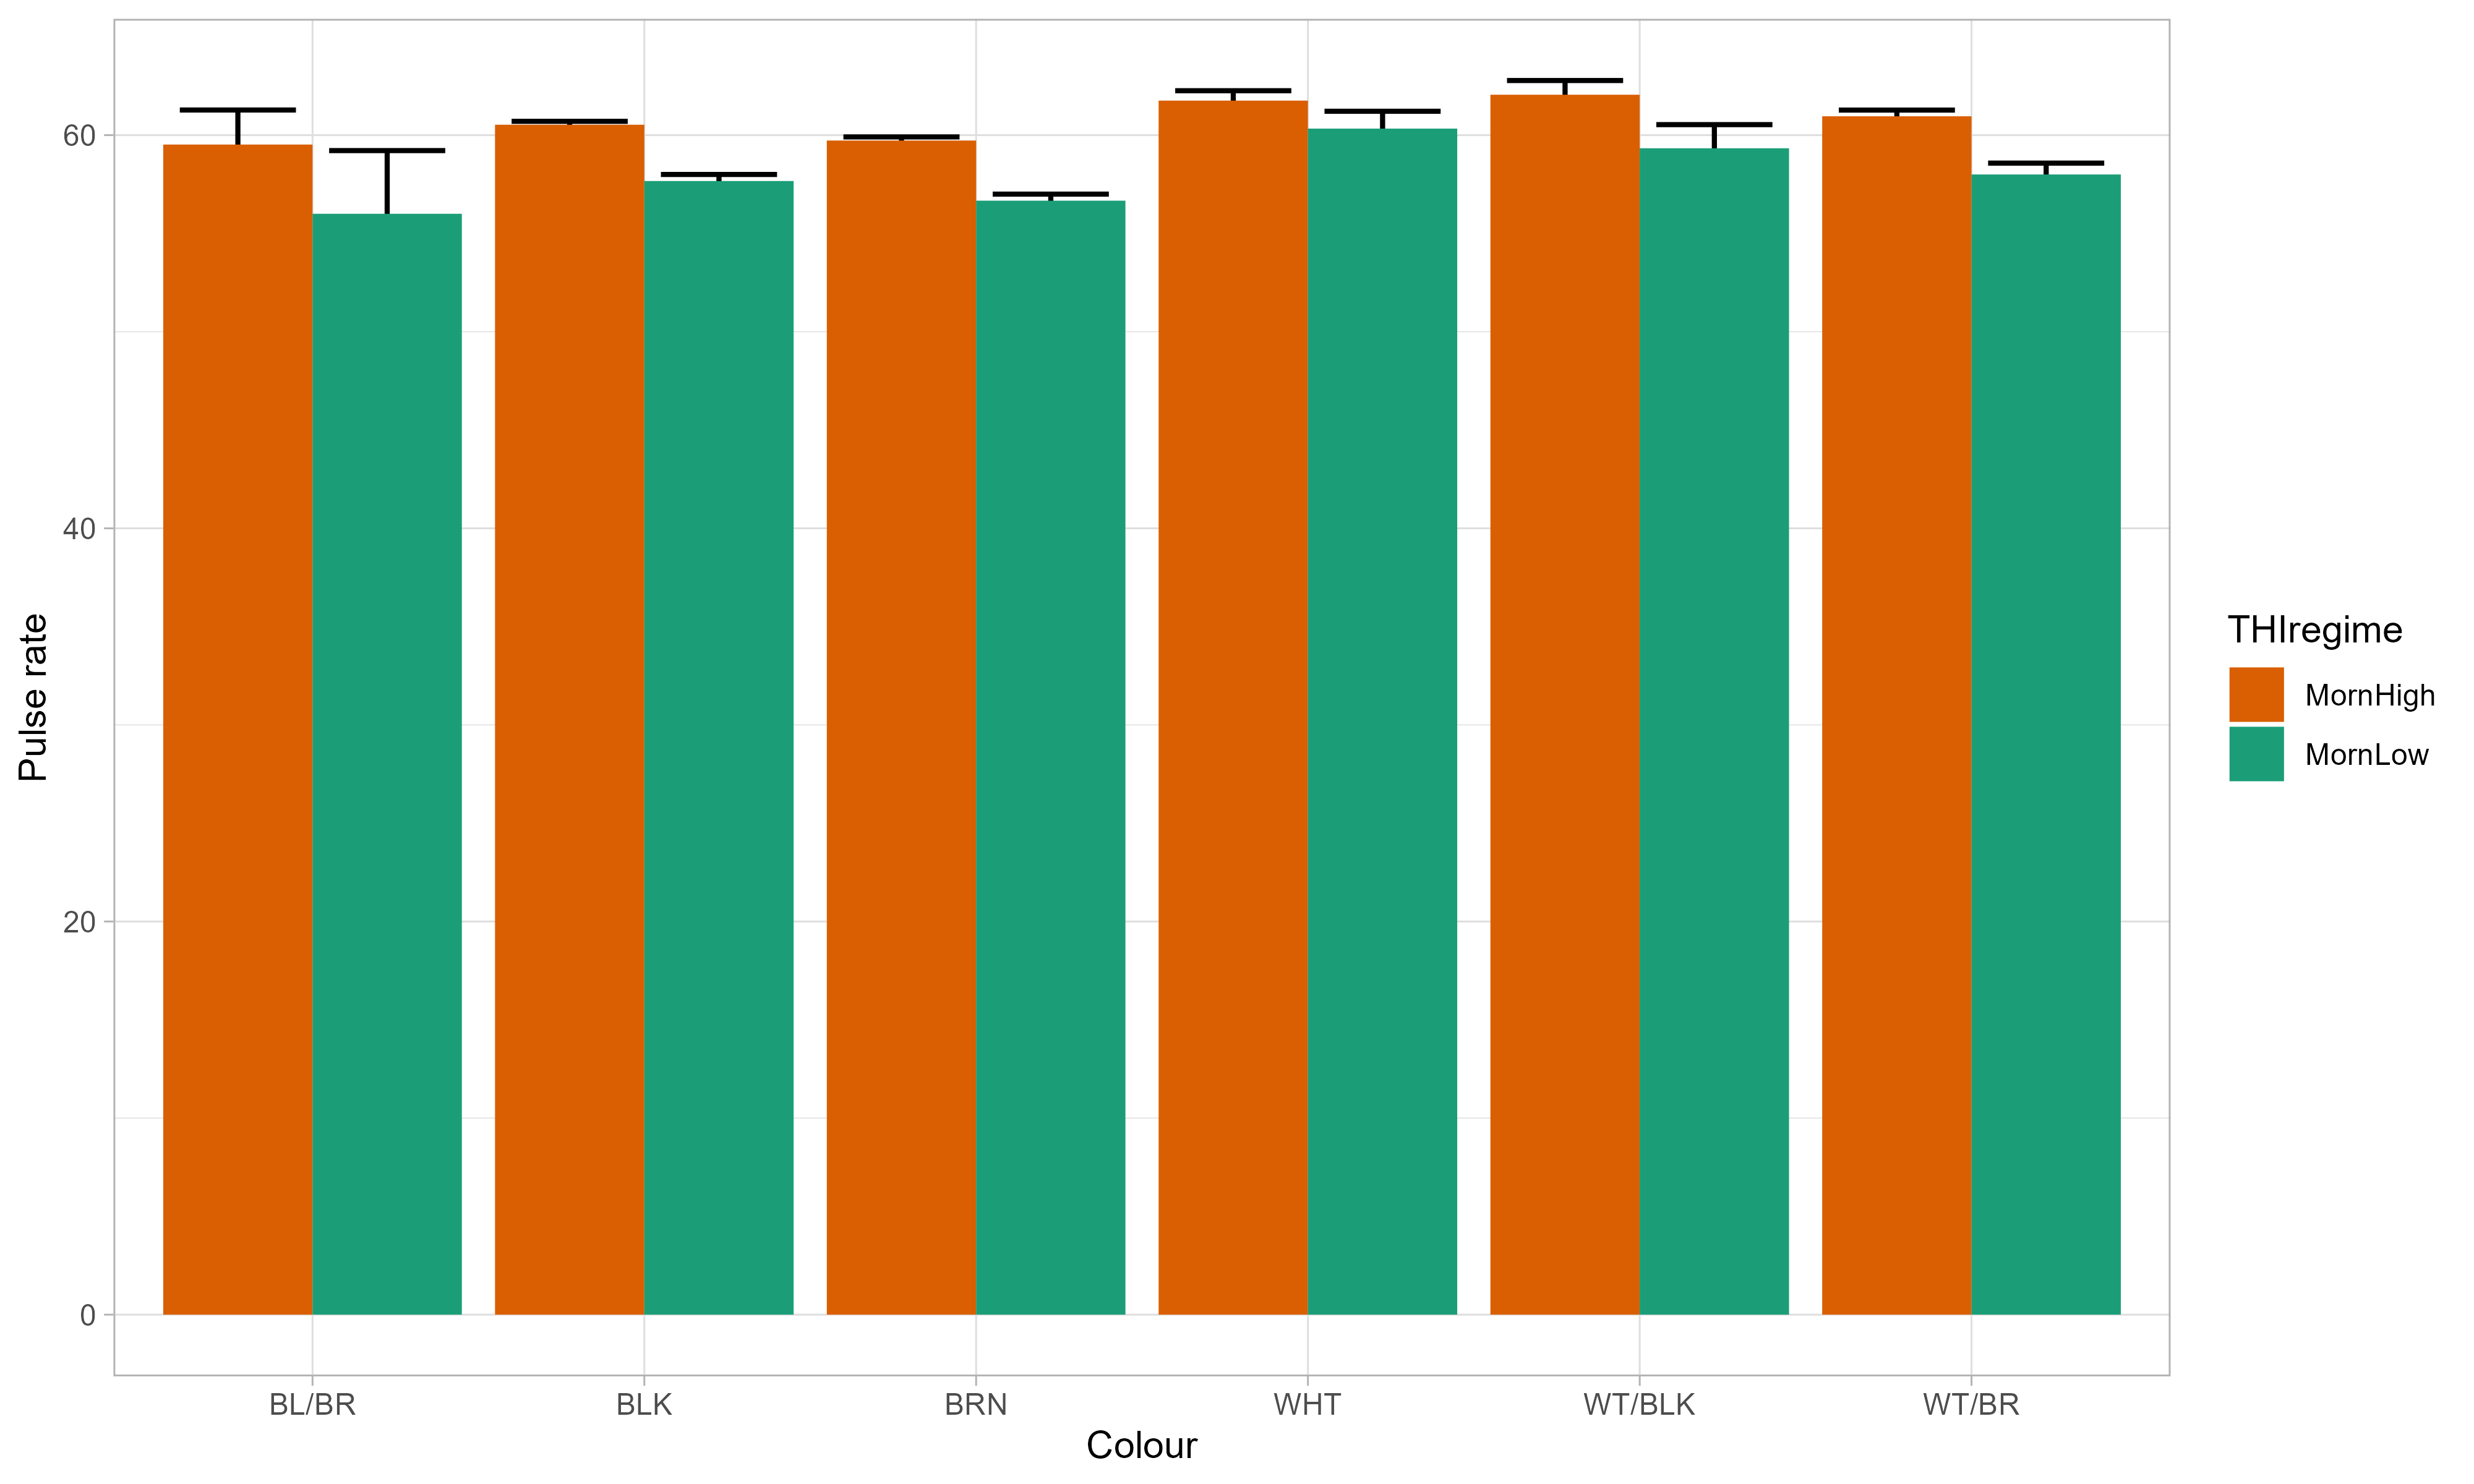 60
40
20
0
Pulse rate
BL/BR BLK BRN WHT WT/BLK WT/BR
Colour
THIregime
MornHigh
MornLow